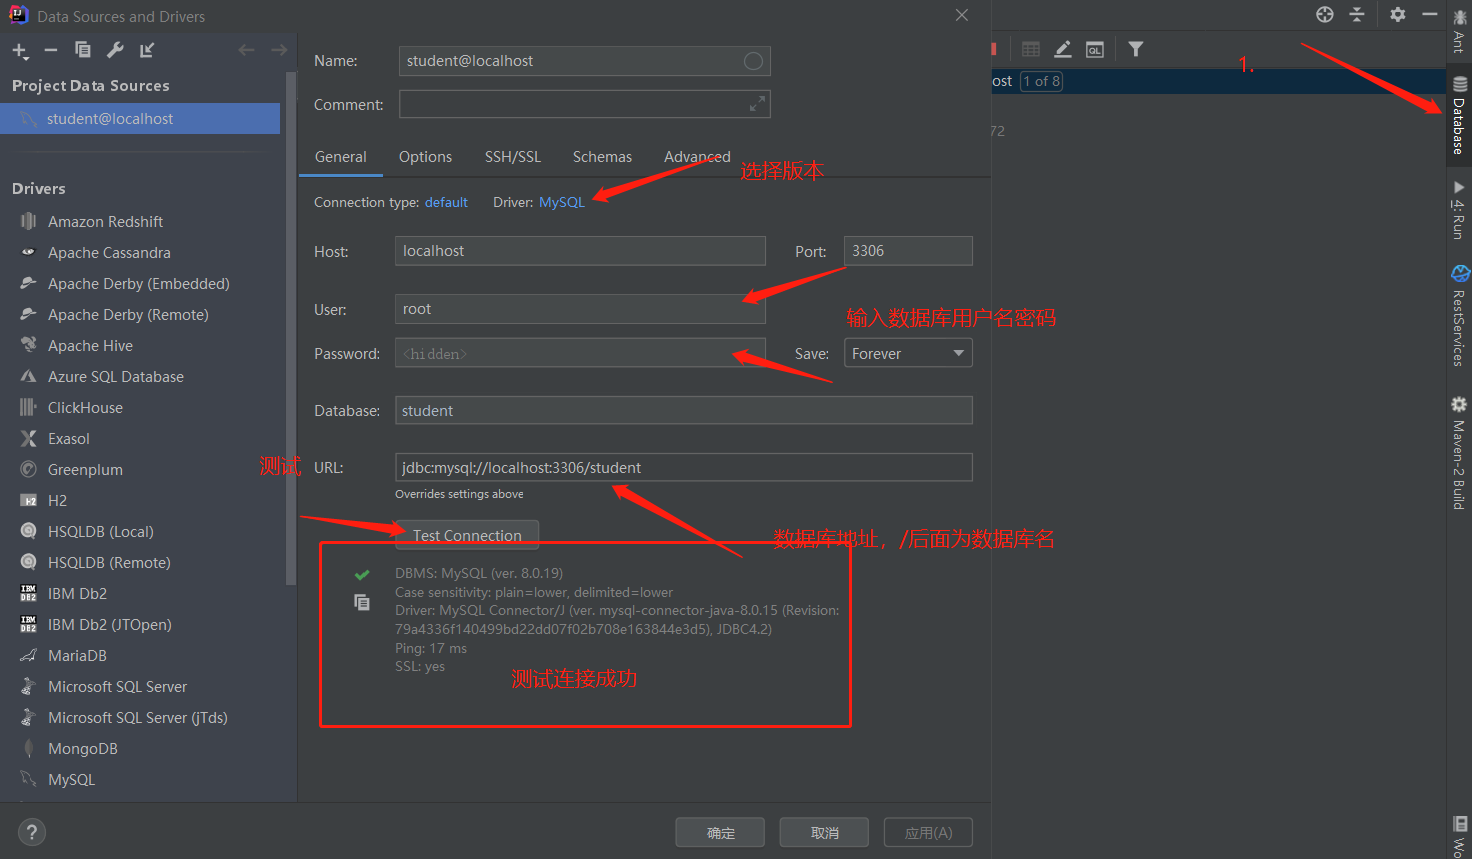 Data Sources and Drivers
Project Data Sources
student@localhost
Drivers
Amazon Redshift
Apache Cassandra
Apache Derby (Embedded)
Apache Derby (Remote)
Apache Hive
Azure SQL Database
ClickHouse
Exasol
Greenplum
H2
HSQLDB (Local)
HSQLDB (Remote)
IBM Db2
IBM Db2 (JTOpen)
MariaDB
Microsoft SQL Server
Microsoft SQL Server (jTds)
MongoDB
MySQL
Name: student@localhost
Comment:
General Options SSH/SSL Schemas Advanced
选择版本
Connection type: default Driver: MySQL
Host: localhost Port: 3306
User: root
输入数据库用户名密码
Password: <hidden> Save: Forever
Database: student
测试
URL: jdbc:mysql://localhost:3306/student
Overrides settings above
Test Connection
数据库地址，/后面为数据库名
DBMS: MySQL (ver. 8.0.19)
Case sensitivity: plain=lower, delimited=lower
Driver: MySQL Connector/J (ver. mysql-connector-java-8.0.15 (Revision:
79a4336f140499bd22dd07f02b708e163844e3d5), JDBC4.2)
Ping: 17 ms
SSL: yes
测试连接成功
? 确定 取消 应用(A)
1.
ost 1 of 8
72
Ant
Database
4: Run
RestServices
Maven-2 Build
Wo